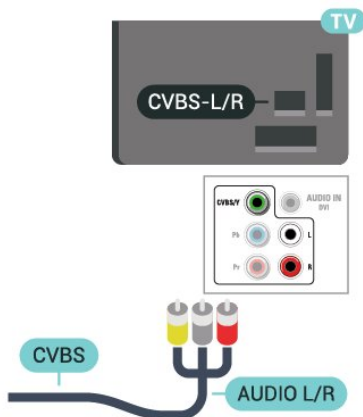 TV
CVBS-L/R
CVBS/Y
AUDIO IN
DVI
Pb
L
Pr
R
CVBS
AUDIO L/R